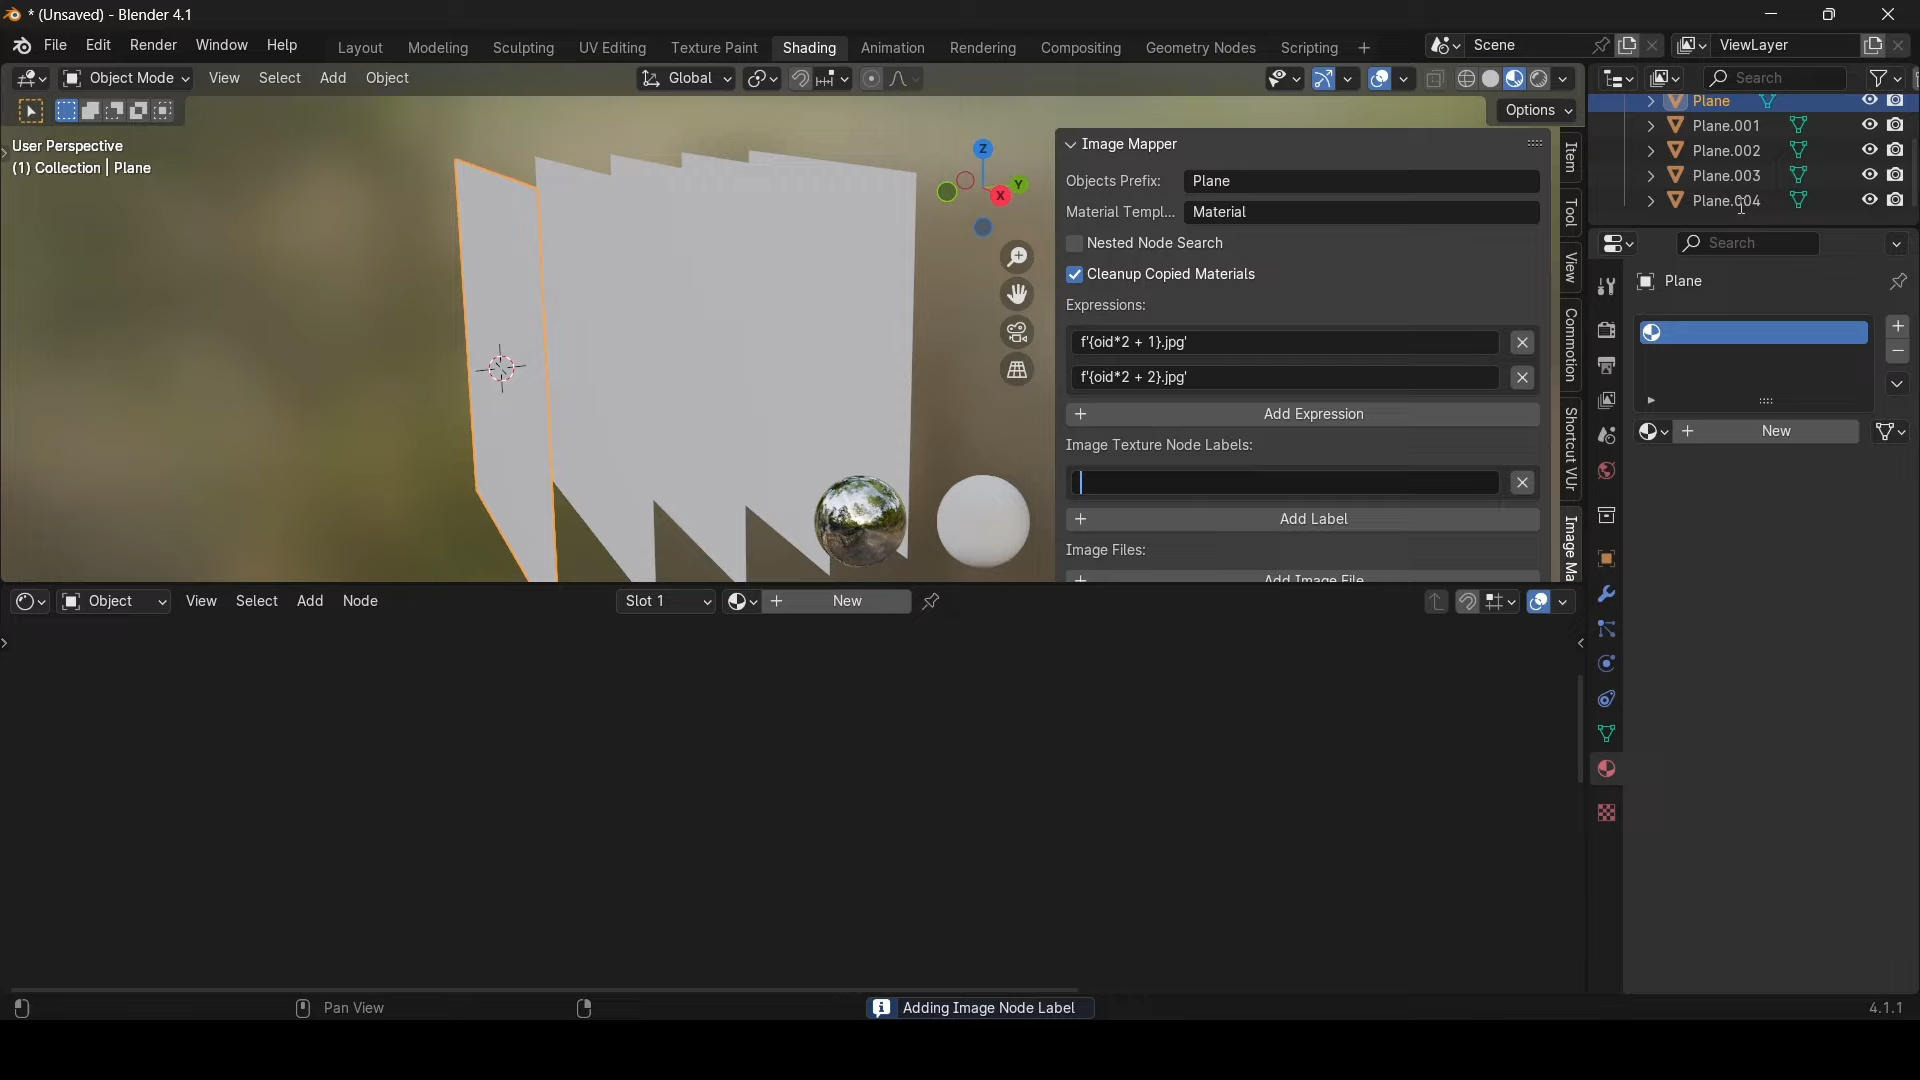 * (Unsaved) - Blender 4.1
File Edit Render Window Help Layout Modeling Sculpting UV Editing Texture Paint Shading Animation Rendering Compositing Geometry Nodes Scripting + Scene ViewLayer
Object Mode View Select Add Object Global Search
Options
User Perspective
(1) Collection | Plane
Z
Y
X
Image Mapper
Objects Prefix: Plane
Material Templ... Material
Nested Node Search
Cleanup Copied Materials
Expressions:
f'{oid*2 + 1}.jpg'
f'{oid*2 + 2}.jpg'
+ Add Expression
Image Texture Node Labels:
+ Add Label
Image Files:
+ Add Image File
Item
Tool
View
Commotion
Shortcut VUr
Image Ma
Plane
Plane.001
Plane.002
Plane.003
Plane.004
Search
Plane
+ New
Object View Select Add Node Slot 1 + New
Pan View
Adding Image Node Label
4.1.1